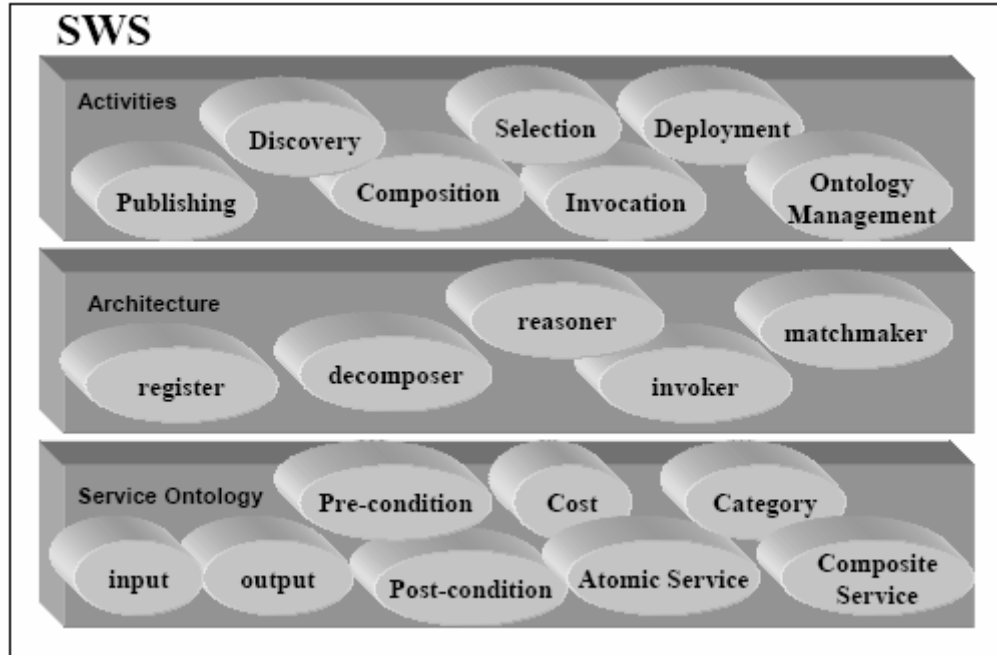 SWS
Activities
Discovery
Selection
Deployment
Publishing
Composition
Invocation
Ontology
Management
Architecture
reasoner
matchmaker
register
decomposer
invoker
Service Ontology
Pre-condition
Cost
Category
input
output
Post-condition
Atomic Service
Composite
Service